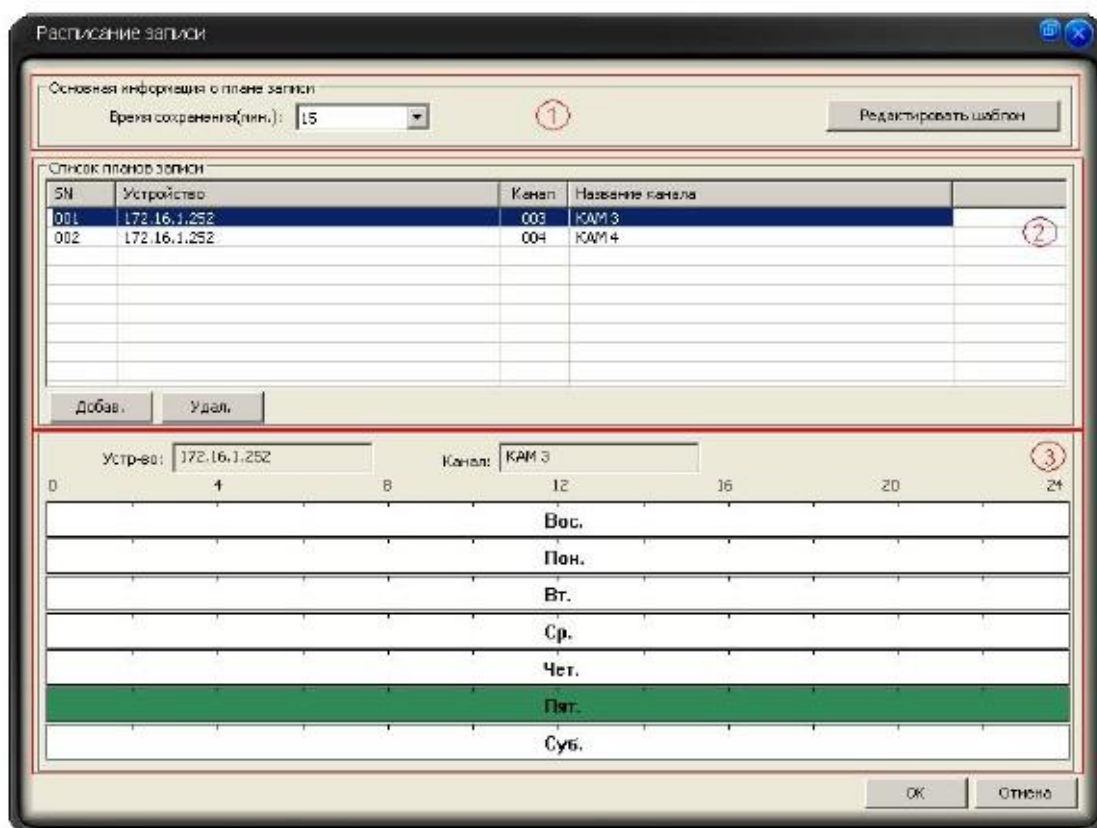 Расписание записи
Основная информация о плане записи
Время сохранения(мин.): 15 1 Редактировать шаблон
Список планов записи
SN Устройство Канал Название канала
001 172.16.1.252 003 КАМ 3
002 172.16.1.252 004 КАМ 4
2
Добав. Удал.
Устр-во: 172.16.1.252 Канал: КАМ 3 3
0 4 8 12 16 20 24
Вос.
Пон.
Вт.
Ср.
Чет.
Пят.
Суб.
OK Отмена